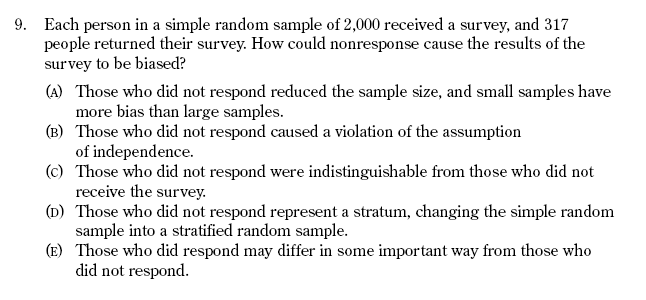 9. Each person in a simple random sample of 2,000 received a survey, and 317
people returned their survey. How could nonresponse cause the results of the
survey to be biased?
(A) Those who did not respond reduced the sample size, and small samples have
more bias than large samples.
(B) Those who did not respond caused a violation of the assumption
of independence.
(C) Those who did not respond were indistinguishable from those who did not
receive the survey.
(D) Those who did not respond represent a stratum, changing the simple random
sample into a stratified random sample.
(E) Those who did respond may differ in some important way from those who
did not respond.